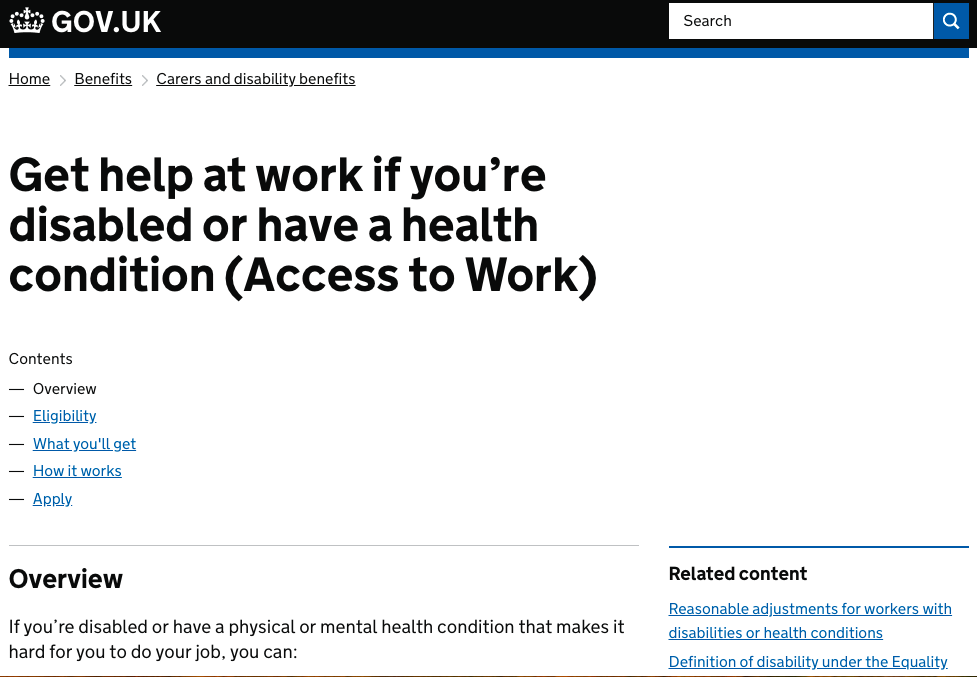 GOV.UK
Search
Home
Benefits
Carers and disability benefits
Get help at work if you’re
disabled or have a health
condition (Access to Work)
Contents
— Overview
— Eligibility
— What you'll get
— How it works
— Apply
Overview
If you’re disabled or have a physical or mental health condition that makes it
hard for you to do your job, you can:
Related content
Reasonable adjustments for workers with
disabilities or health conditions
Definition of disability under the Equality